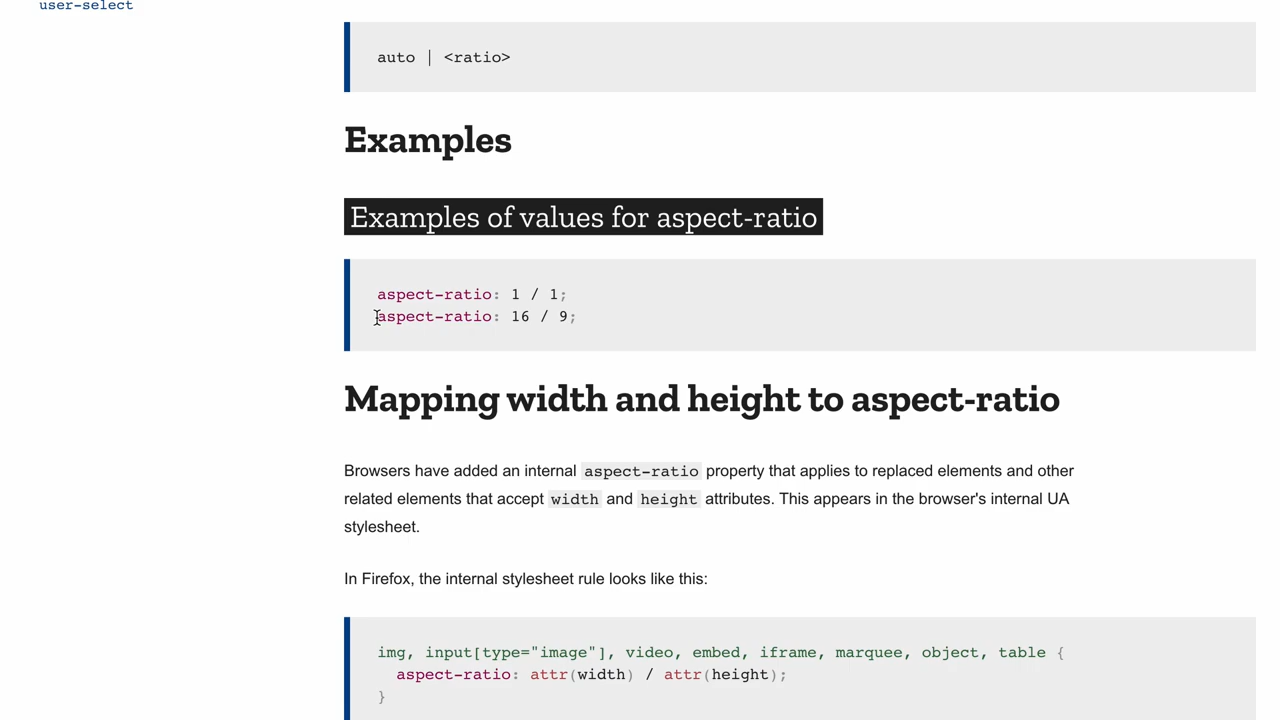 user-select
auto | <ratio>
Examples
Examples of values for aspect-ratio
aspect-ratio: 1 / 1;
aspect-ratio: 16 / 9;
Mapping width and height to aspect-ratio
Browsers have added an internal aspect-ratio property that applies to replaced elements and other
related elements that accept width and height attributes. This appears in the browser's internal UA
stylesheet.
In Firefox, the internal stylesheet rule looks like this:
img, input[type="image"], video, embed, iframe, marquee, object, table {
aspect-ratio: attr(width) / attr(height);
}